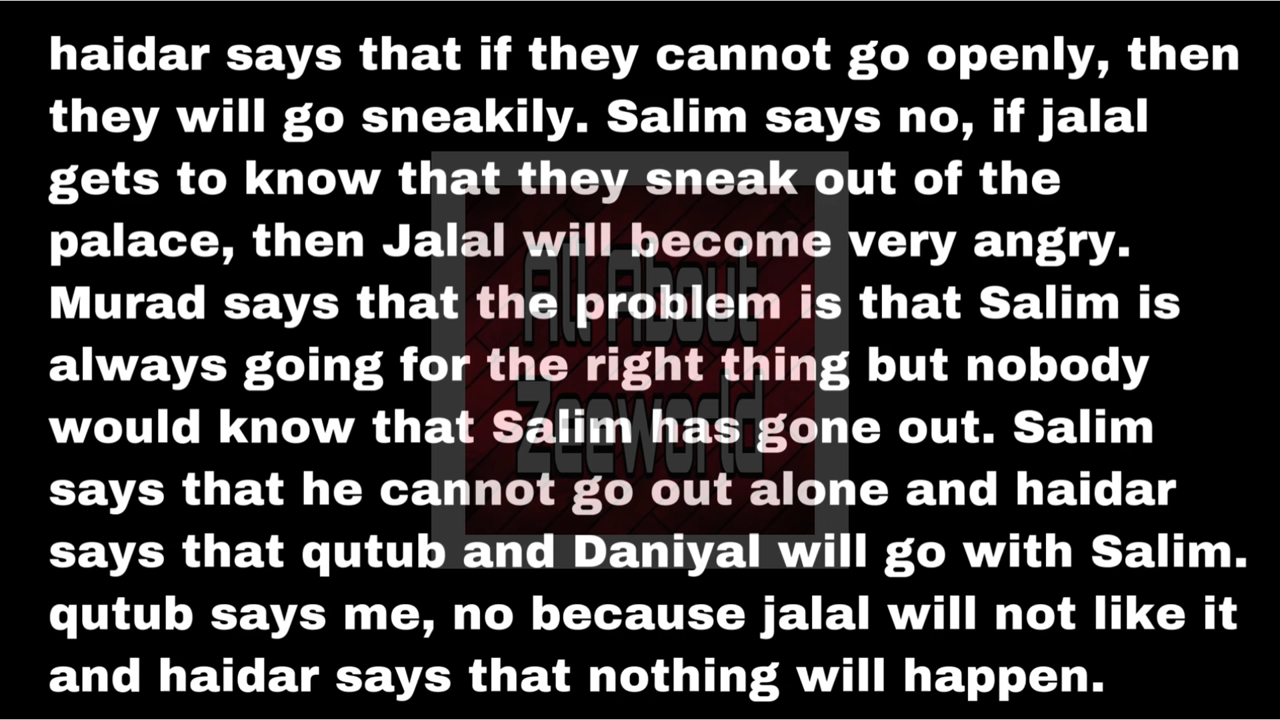 haidar says that if they cannot go openly, then
they will go sneakily. Salim says no, if jalal
gets to know that they sneak out of the
palace, then Jalal will become very angry.
Murad says that the problem is that Salim is
always going for the right thing but nobody
would know that Salim has gone out. Salim
says that he cannot go out alone and haidar
says that qutub and Daniyal will go with Salim.
qutub says me, no because jalal will not like it
and haidar says that nothing will happen.
All About
Zeeworld